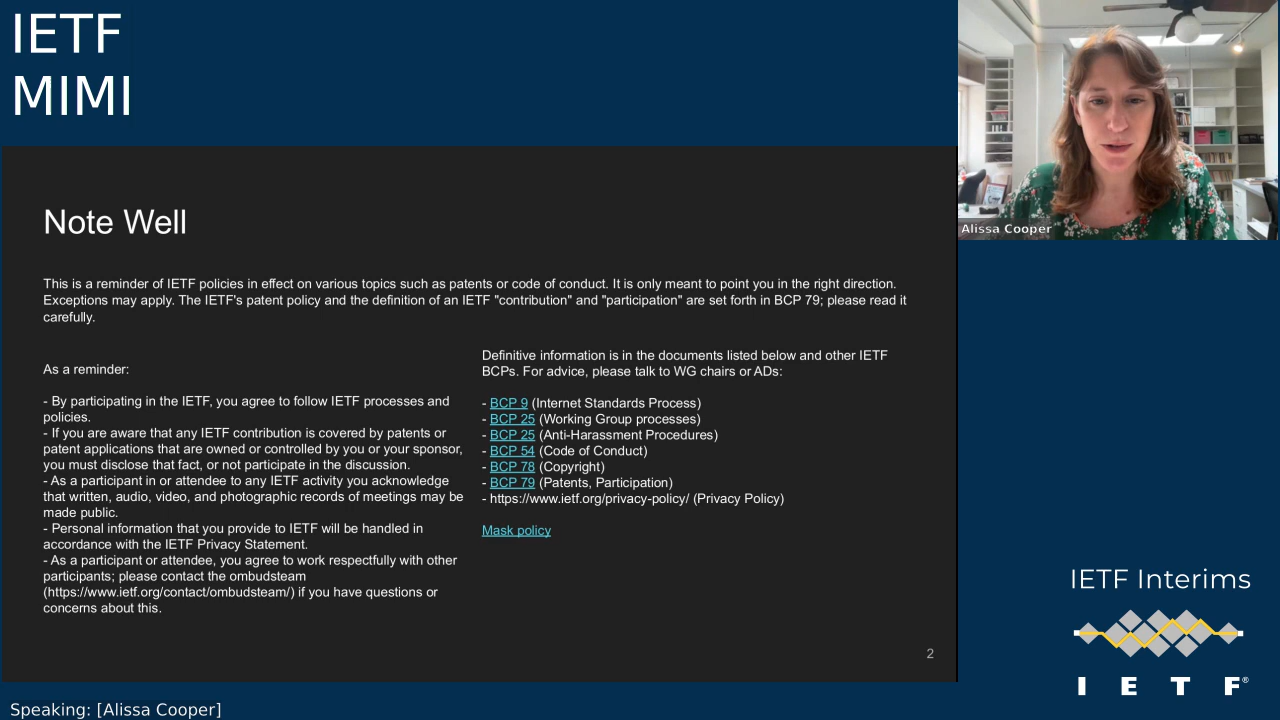 IETF
MIMI
Alissa Cooper
Note Well
This is a reminder of IETF policies in effect on various topics such as patents or code of conduct. It is only meant to point you in the right direction.
Exceptions may apply. The IETF's patent policy and the definition of an IETF "contribution" and "participation" are set forth in BCP 79; please read it
carefully.
As a reminder:
- By participating in the IETF, you agree to follow IETF processes and
policies.
- If you are aware that any IETF contribution is covered by patents or
patent applications that are owned or controlled by you or your sponsor,
you must disclose that fact, or not participate in the discussion.
- As a participant in or attendee to any IETF activity you acknowledge
that written, audio, video, and photographic records of meetings may be
made public.
- Personal information that you provide to IETF will be handled in
accordance with the IETF Privacy Statement.
- As a participant or attendee, you agree to work respectfully with other
participants; please contact the ombudsteam
(https://www.ietf.org/contact/ombudsteam/) if you have questions or
concerns about this.
Definitive information is in the documents listed below and other IETF
BCPs. For advice, please talk to WG chairs or ADs:
- BCP 9 (Internet Standards Process)
- BCP 25 (Working Group processes)
- BCP 25 (Anti-Harassment Procedures)
- BCP 54 (Code of Conduct)
- BCP 78 (Copyright)
- BCP 79 (Patents, Participation)
- https://www.ietf.org/privacy-policy/ (Privacy Policy)
Mask policy
2
IETF Interims
I E T F®
Speaking: [Alissa Cooper]